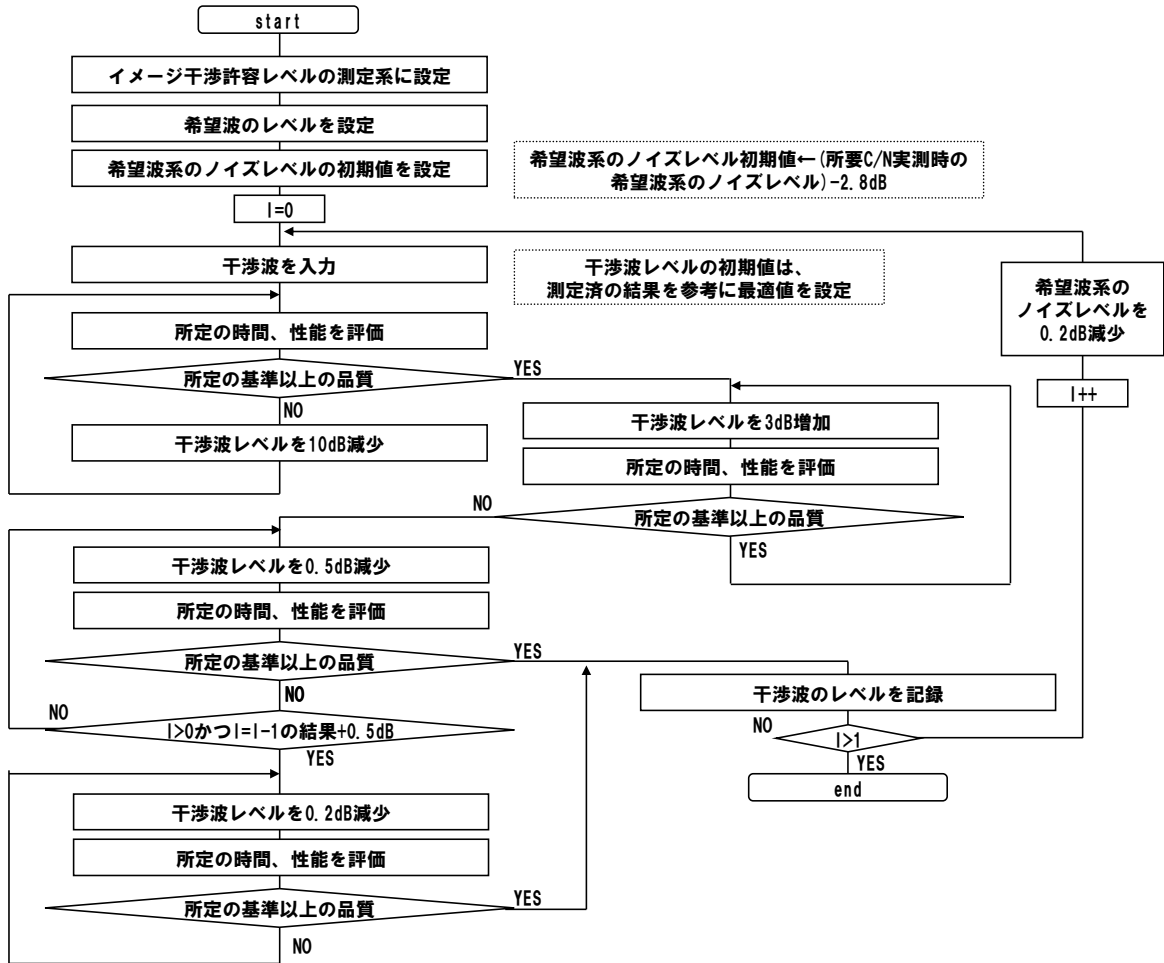 start
イメージ干渉許容レベルの測定系に設定
希望波のレベルを設定
希望波系のノイズレベルの初期値を設定
希望波系のノイズレベル初期値←(所要C/N実測時の
希望波系のノイズレベル)-2.8dB
I=0
干渉波を入力
干渉波レベルの初期値は、
測定済の結果を参考に最適値を設定
希望波系の
ノイズレベルを
0.2dB減少
I++
所定の時間、性能を評価
所定の基準以上の品質
YES
NO
干渉波レベルを10dB減少
干渉波レベルを3dB増加
所定の時間、性能を評価
所定の基準以上の品質
NO
YES
干渉波レベルを0.5dB減少
所定の時間、性能を評価
所定の基準以上の品質
YES
NO
I>0かつI=I-1の結果+0.5dB
NO
YES
干渉波のレベルを記録
I>1
NO
YES
end
干渉波レベルを0.2dB減少
所定の時間、性能を評価
所定の基準以上の品質
YES
NO